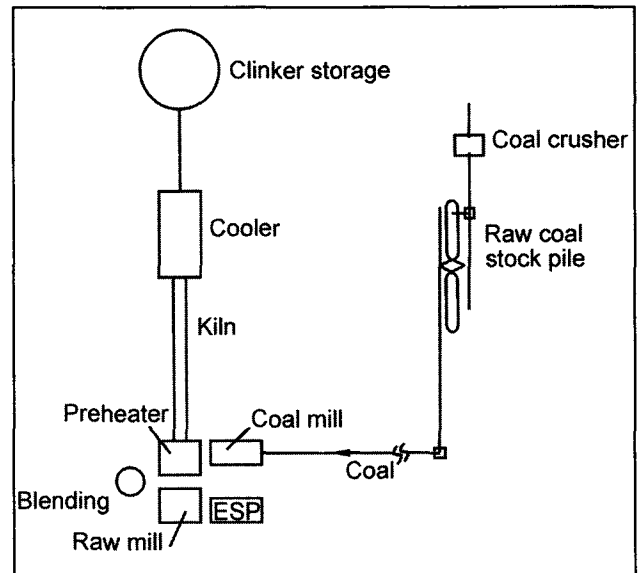 Clinker storage
Coal crusher
Cooler
Raw coal
stock pile
Kiln
Preheater
Coal mill
Coal
Blending
ESP
Raw mill